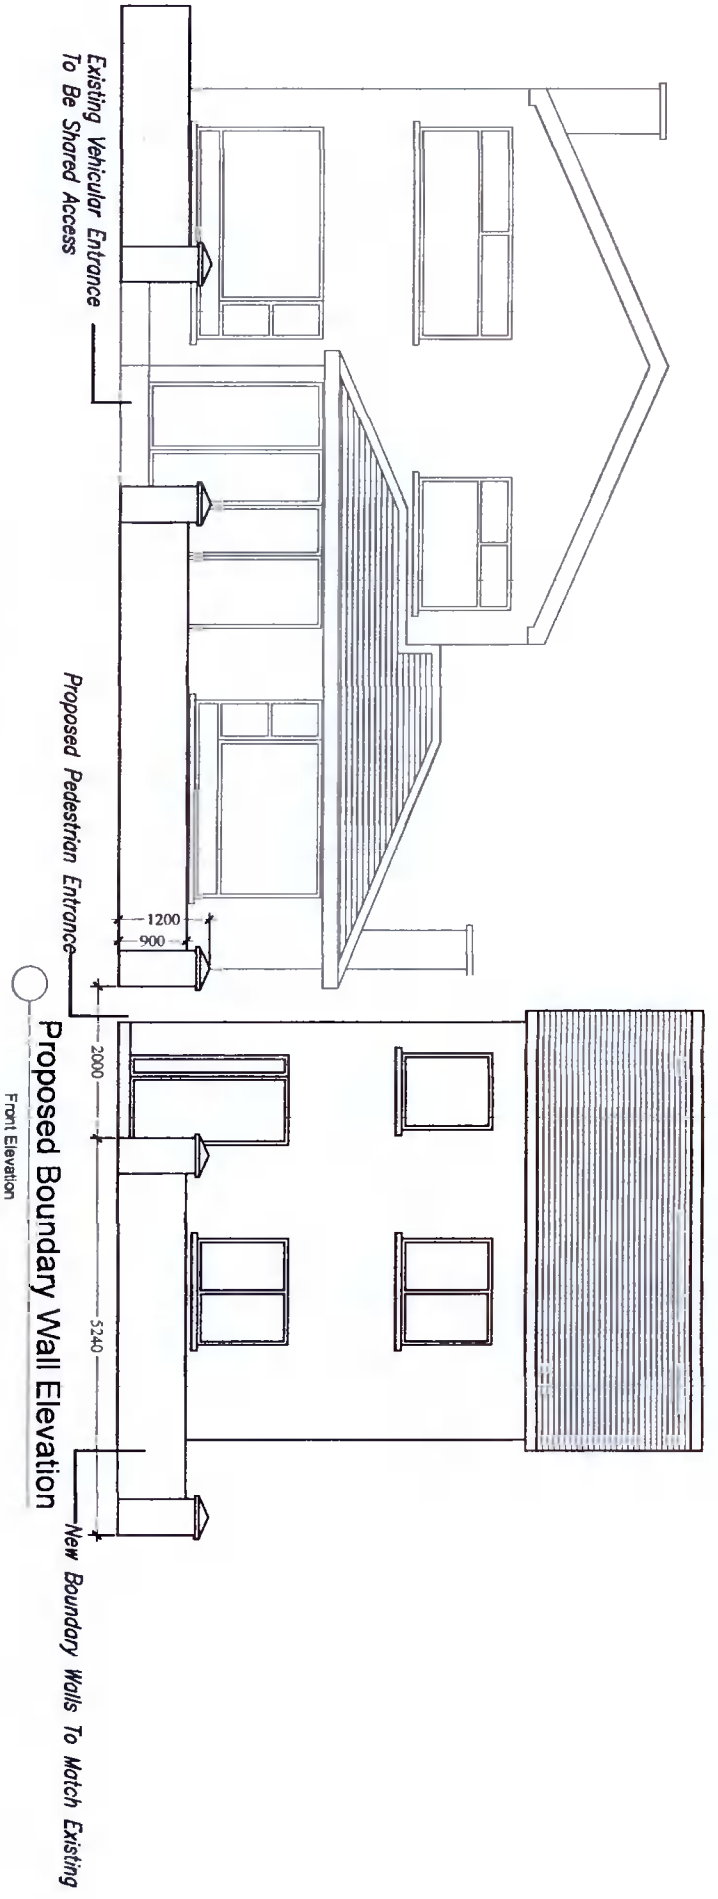 Existing Vehicular Entrance
To Be Shared Access
Proposed Pedestrian Entrance
1200
900
2000
5240
New Boundary Walls To Match Existing
Proposed Boundary Wall Elevation
Front Elevation